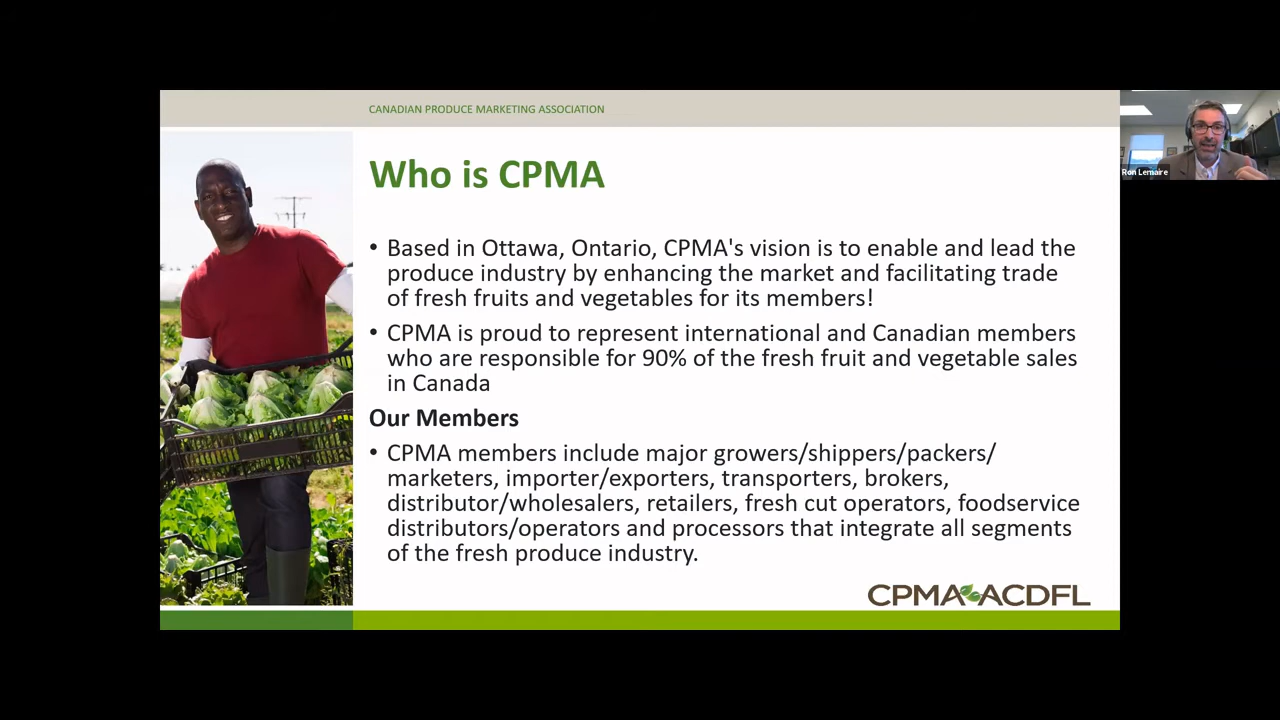 CANADIAN PRODUCE MARKETING ASSOCIATION
Who is CPMA
• Based in Ottawa, Ontario, CPMA's vision is to enable and lead the
produce industry by enhancing the market and facilitating trade
of fresh fruits and vegetables for its members!
• CPMA is proud to represent international and Canadian members
who are responsible for 90% of the fresh fruit and vegetable sales
in Canada
Our Members
• CPMA members include major growers/shippers/packers/
marketers, importer/exporters, transporters, brokers,
distributor/wholesalers, retailers, fresh cut operators, foodservice
distributors/operators and processors that integrate all segments
of the fresh produce industry.
CPMA ACDFL
Ron Lemaire